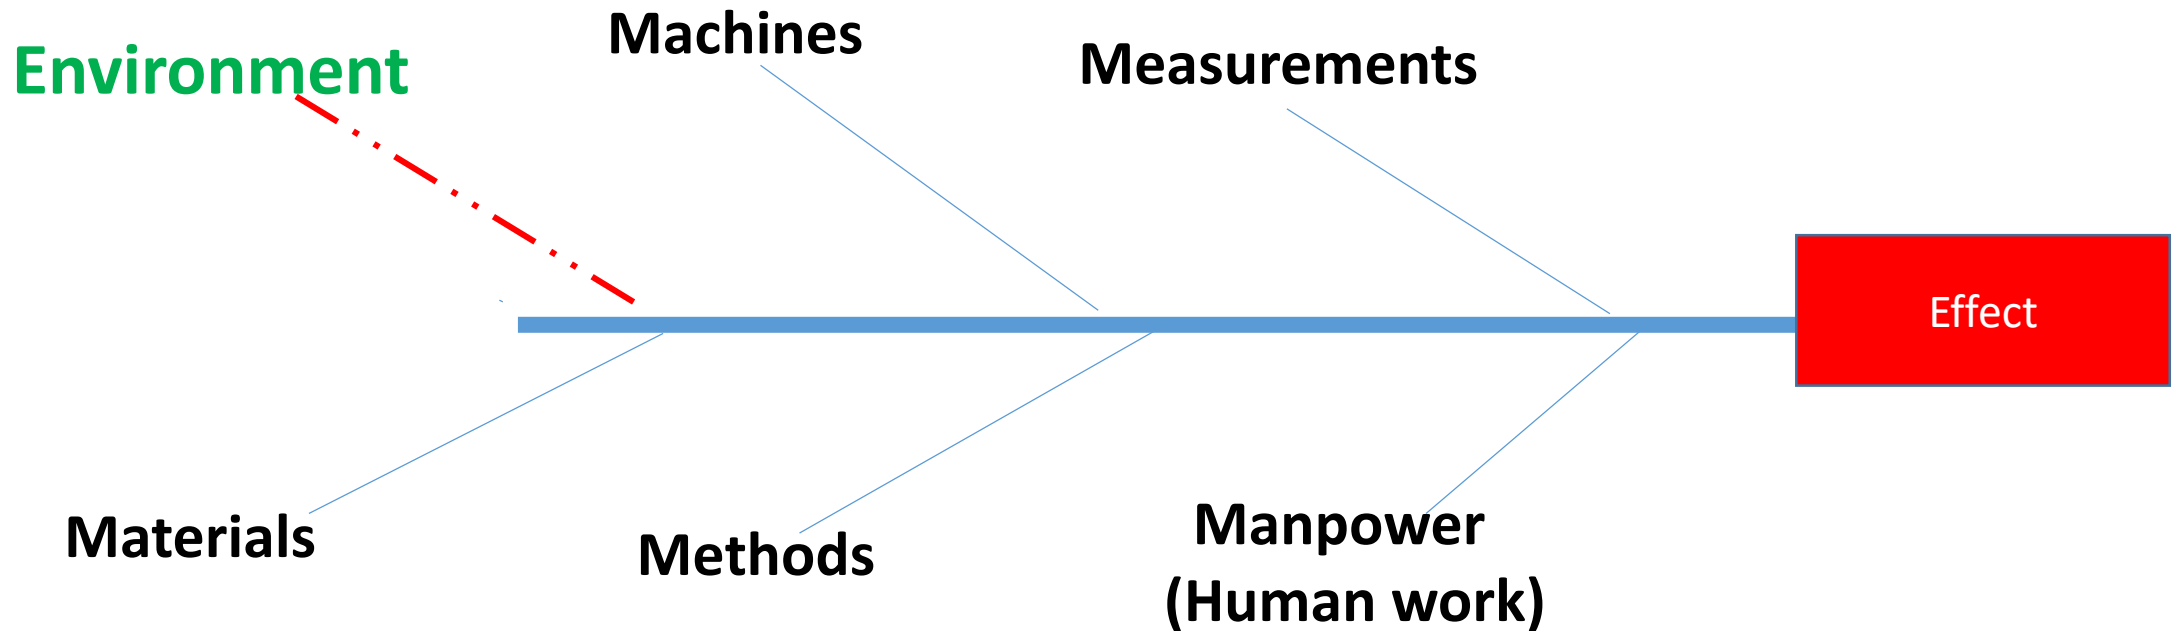 Environment
Machines
Measurements
Effect
Materials
Methods
Manpower
(Human work)